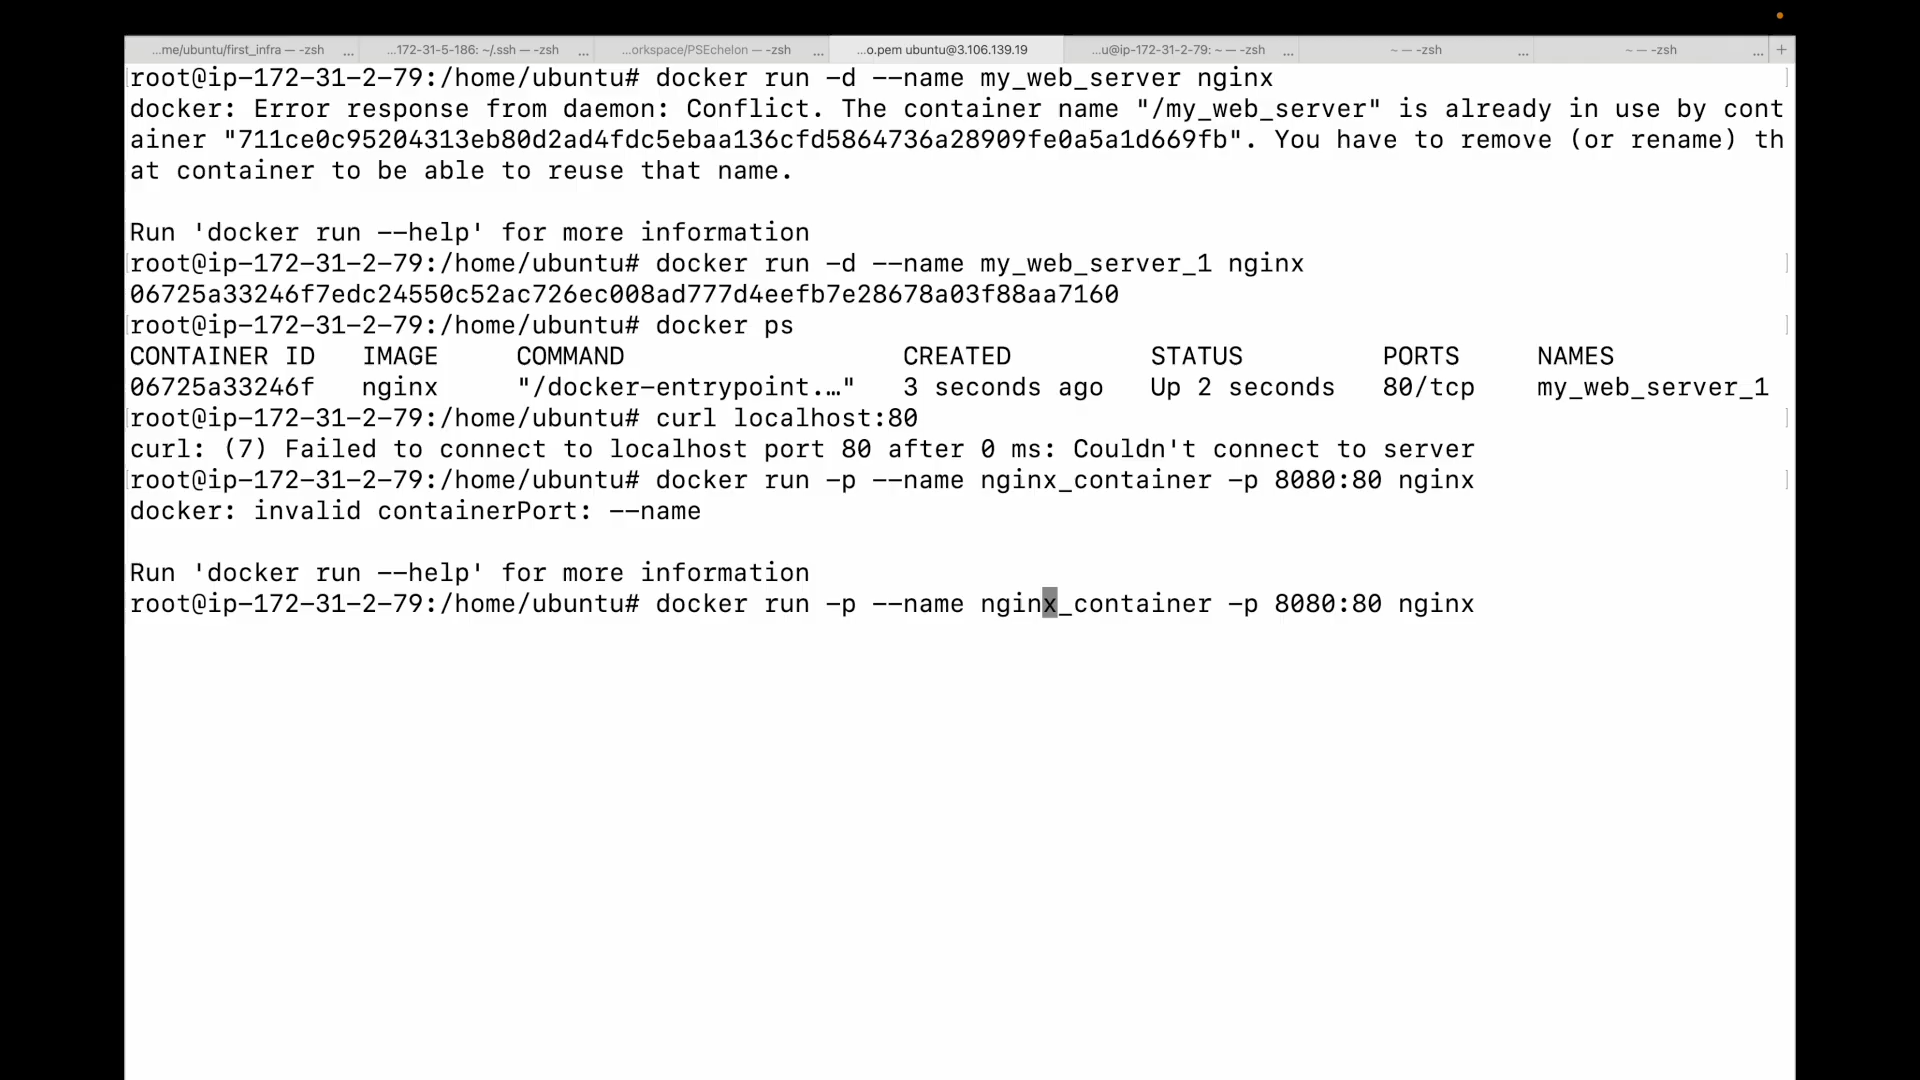 ...me/ubuntu/first_infra — -zsh ... ...172-31-5-186: ~/.ssh — -zsh ... ...orkspace/PSEchelon — -zsh ... ...o.pem ubuntu@3.106.139.19 ...u@ip-172-31-2-79: ~ — -zsh ... ~ — -zsh ... ~ — -zsh ... +
root@ip-172-31-2-79:/home/ubuntu# docker run -d --name my_web_server nginx
docker: Error response from daemon: Conflict. The container name "/my_web_server" is already in use by cont
ainer "711ce0c95204313eb80d2ad4fdc5ebaa136cfd5864736a28909fe0a5a1d669fb". You have to remove (or rename) th
at container to be able to reuse that name.
Run 'docker run --help' for more information
root@ip-172-31-2-79:/home/ubuntu# docker run -d --name my_web_server_1 nginx
06725a33246f7edc24550c52ac726ec008ad777d4eefb7e28678a03f88aa7160
root@ip-172-31-2-79:/home/ubuntu# docker ps
CONTAINER ID IMAGE COMMAND CREATED STATUS PORTS NAMES
06725a33246f nginx "/docker-entrypoint.…" 3 seconds ago Up 2 seconds 80/tcp my_web_server_1
root@ip-172-31-2-79:/home/ubuntu# curl localhost:80
curl: (7) Failed to connect to localhost port 80 after 0 ms: Couldn't connect to server
root@ip-172-31-2-79:/home/ubuntu# docker run -p --name nginx_container -p 8080:80 nginx
docker: invalid containerPort: --name
Run 'docker run --help' for more information
root@ip-172-31-2-79:/home/ubuntu# docker run -p --name nginx_container -p 8080:80 nginx